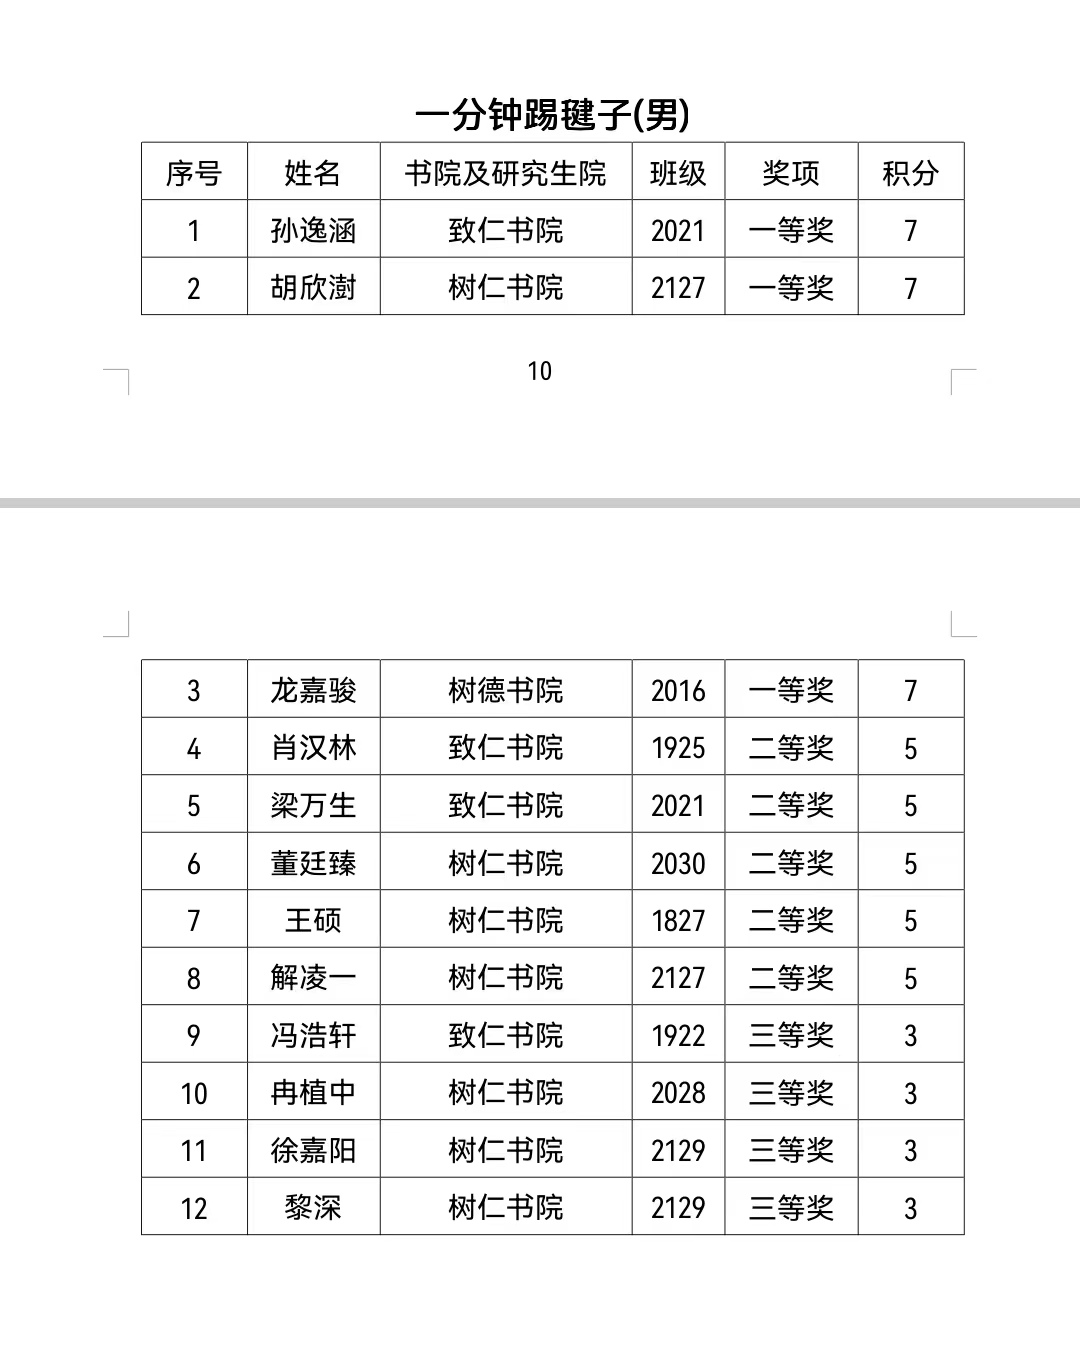 一分钟踢毽子(男)
序号 姓名 书院及研究生院 班级 奖项 积分
1 孙逸涵 致仁书院 2021 一等奖 7
2 胡欣澍 树仁书院 2127 一等奖 7
10
3 龙嘉骏 树德书院 2016 一等奖 7
4 肖汉林 致仁书院 1925 二等奖 5
5 梁万生 致仁书院 2021 二等奖 5
6 董廷臻 树仁书院 2030 二等奖 5
7 王硕 树仁书院 1827 二等奖 5
8 解凌一 树仁书院 2127 二等奖 5
9 冯浩轩 致仁书院 1922 三等奖 3
10 冉植中 树仁书院 2028 三等奖 3
11 徐嘉阳 树仁书院 2129 三等奖 3
12 黎深 树仁书院 2129 三等奖 3